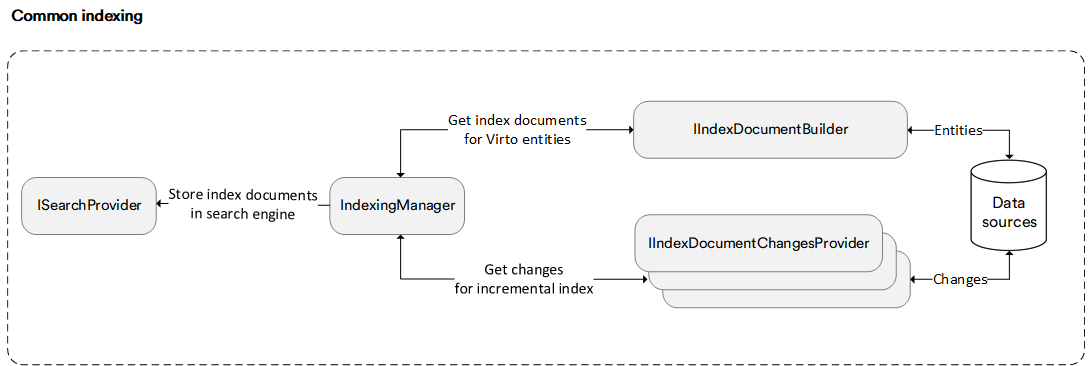 Common indexing
Get index documents
for Virto entities
IIndexDocumentBuilder
Entities
ISearchProvider
Store index documents
in search engine
IndexingManager
Data
sources
IIndexDocumentChangesProvider
Get changes
for incremental index
Changes